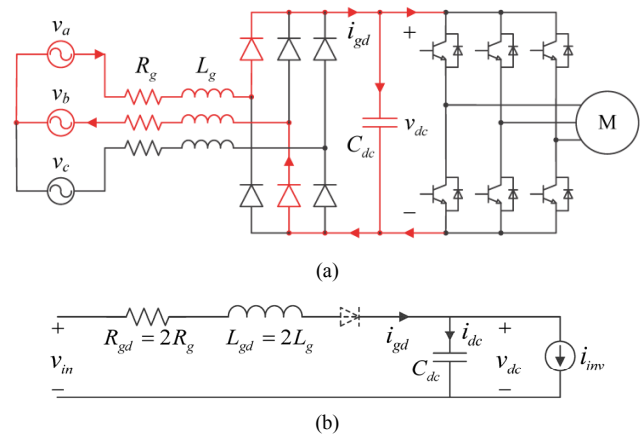 v_a
R_g L_g
v_b
v_c
i_gd
+
C_dc
v_dc
−
M
(a)
+
v_in
−
R_gd = 2R_g
L_gd = 2L_g
i_gd
i_dc
C_dc
+
v_dc
−
i_inv
(b)